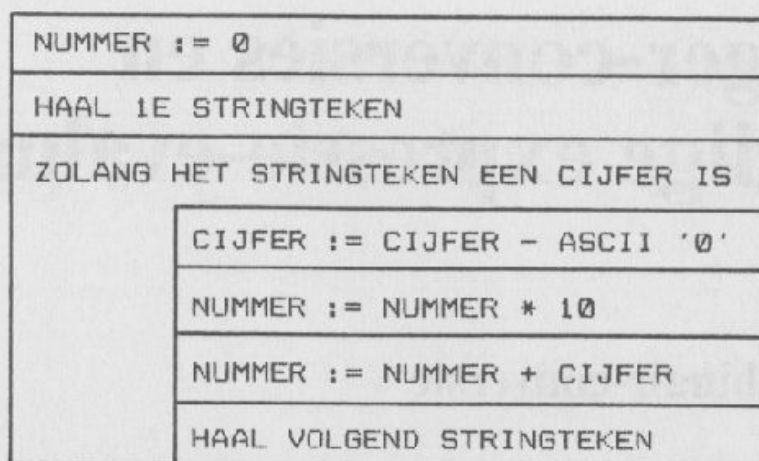 NUMMER := 0
HAAL 1E STRINGTEKEN
ZOLANG HET STRINGTEKEN EEN CIJFER IS
CIJFER := CIJFER - ASCII '0'
NUMMER := NUMMER * 10
NUMMER := NUMMER + CIJFER
HAAL VOLGEND STRINGTEKEN